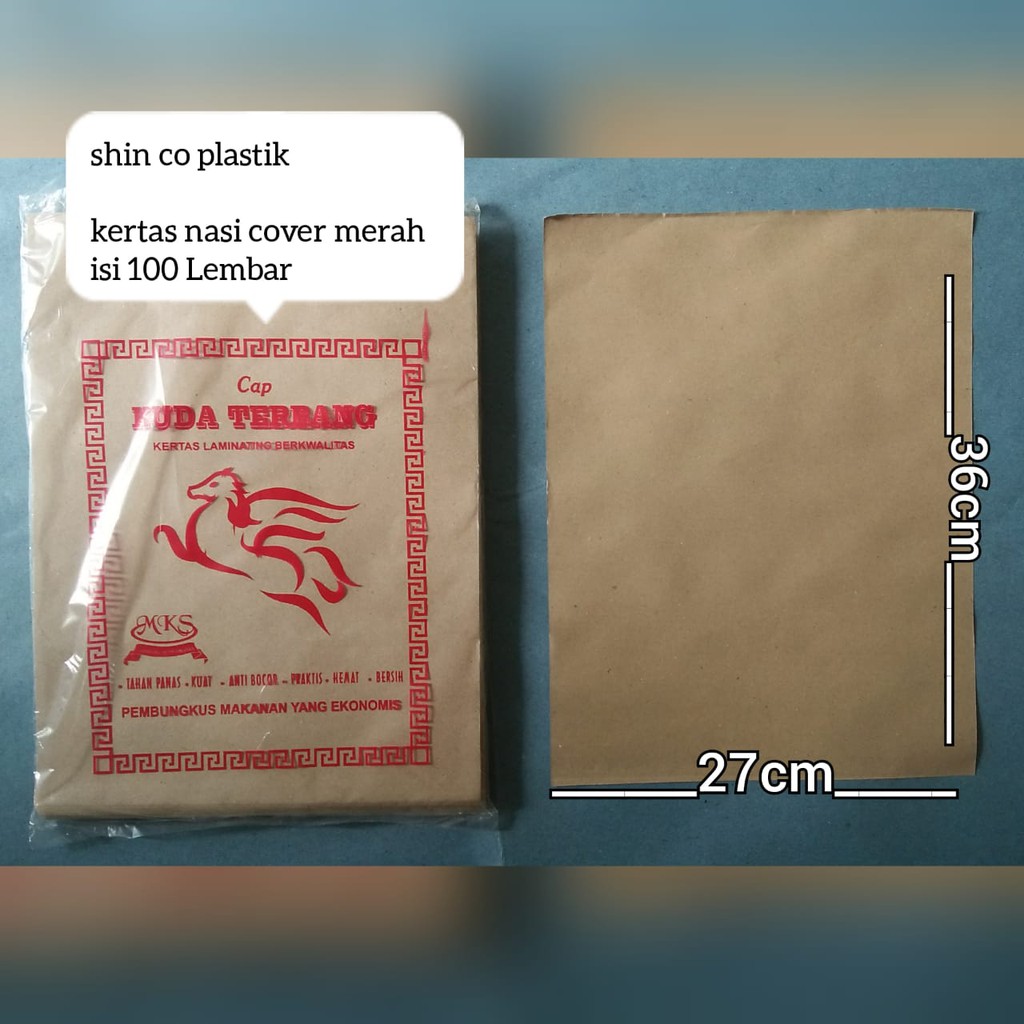 shin co plastik
kertas nasi cover merah
isi 100 Lembar
Cap
KUDA TERBANG
KERTAS LAMINATING BERKWALITAS
MKS
- TAHAN PANAS - KUAT - ANTI BOCOR - PRAKTIS - HEMAT - BERSIH
PEMBUNGKUS MAKANAN YANG EKONOMIS
36cm
27cm